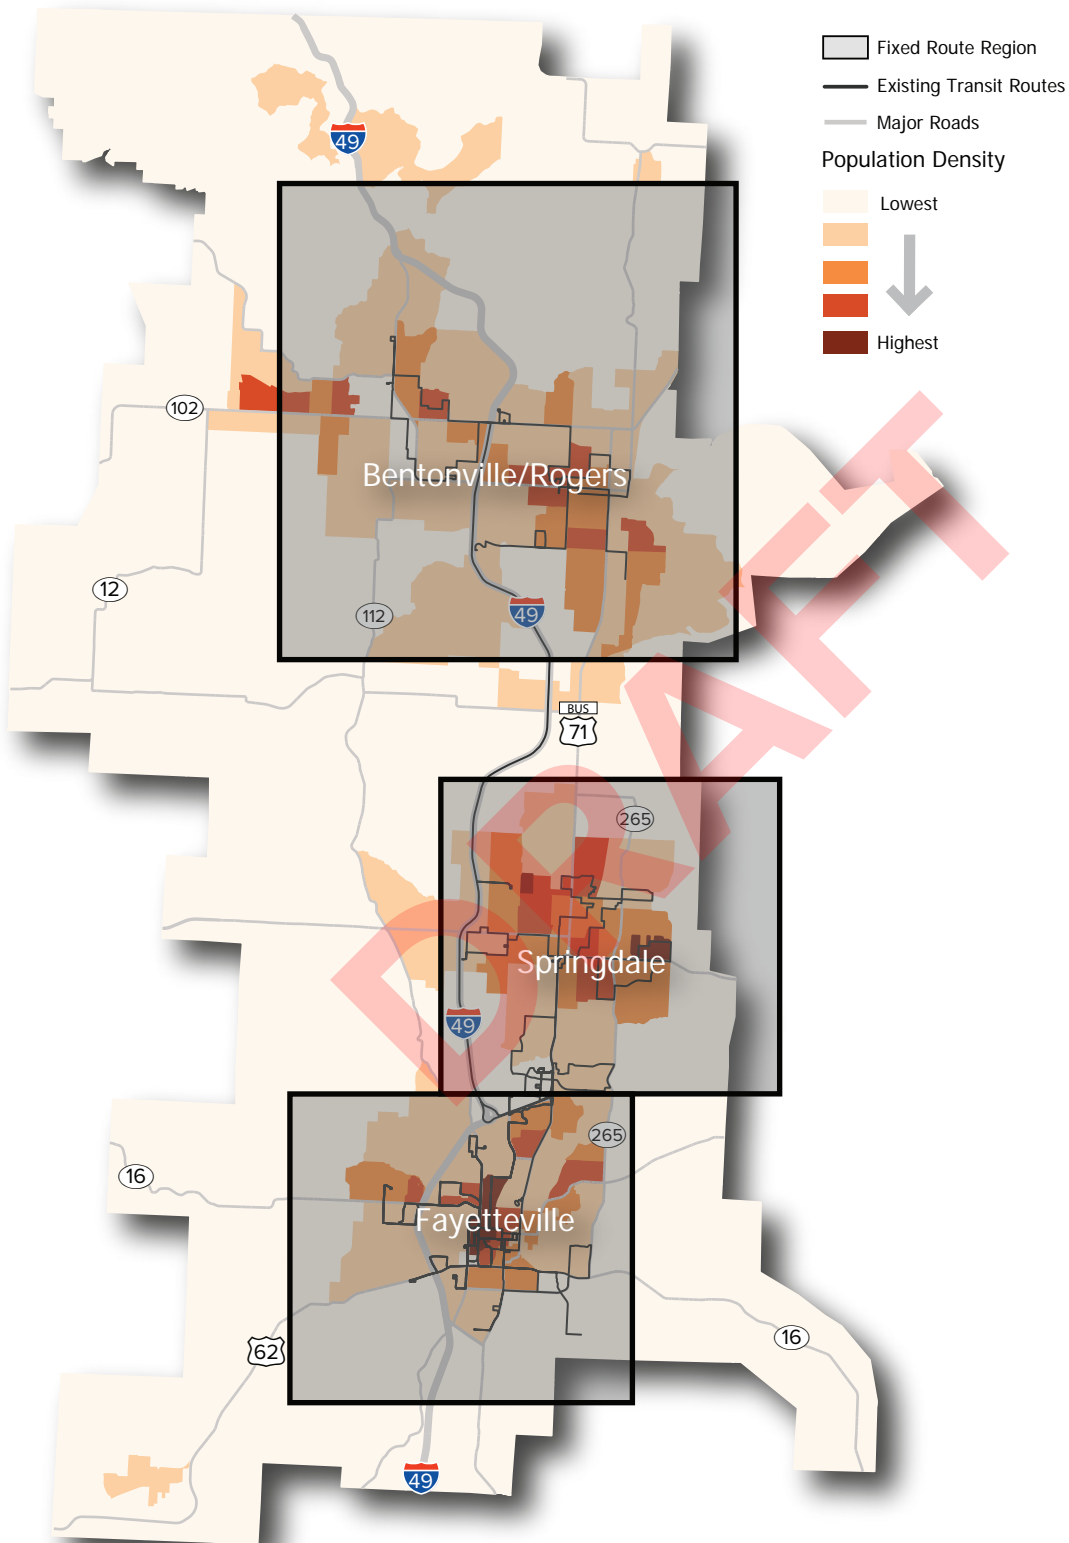 Fixed Route Region
Existing Transit Routes
Major Roads
Population Density
Lowest
Highest
49
102
Bentonville/Rogers
12
112
49
BUS
71
265
Springdale
49
265
16
Fayetteville
16
62
49
DRAFT